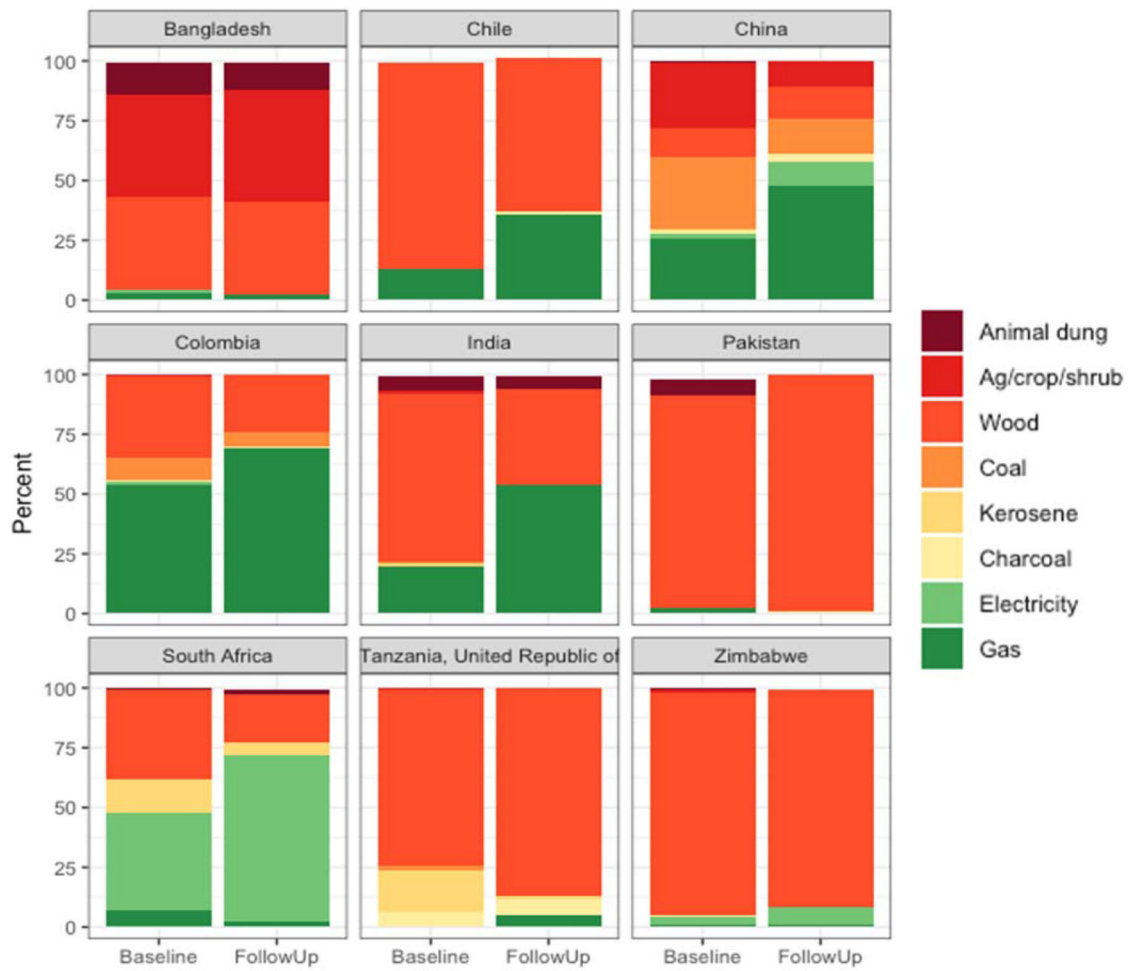 Bangladesh
Chile
China
Percent
100
75
50
25
0
Colombia
India
Pakistan
100
75
50
25
0
South Africa
Tanzania, United Republic of
Zimbabwe
100
75
50
25
0
Baseline FollowUp
Baseline FollowUp
Baseline FollowUp
Animal dung
Ag/crop/shrub
Wood
Coal
Kerosene
Charcoal
Electricity
Gas